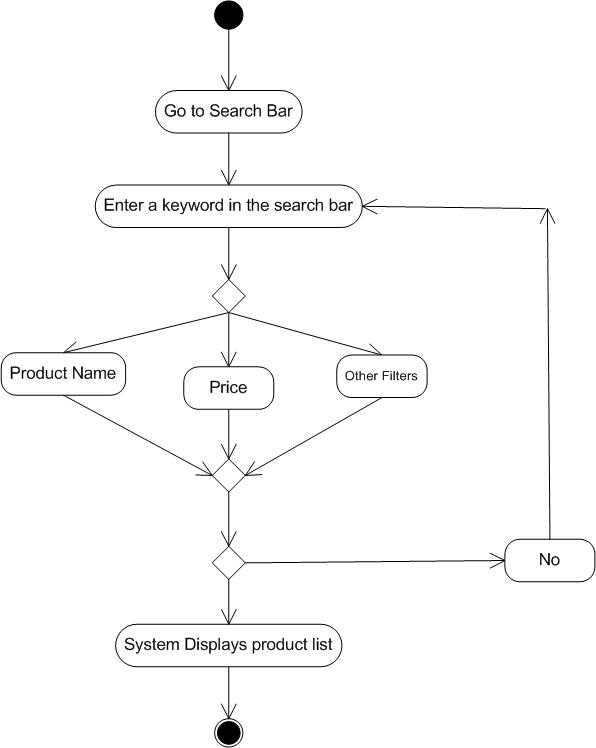 Go to Search Bar
Enter a keyword in the search bar
Product Name
Price
Other Filters
No
System Displays product list